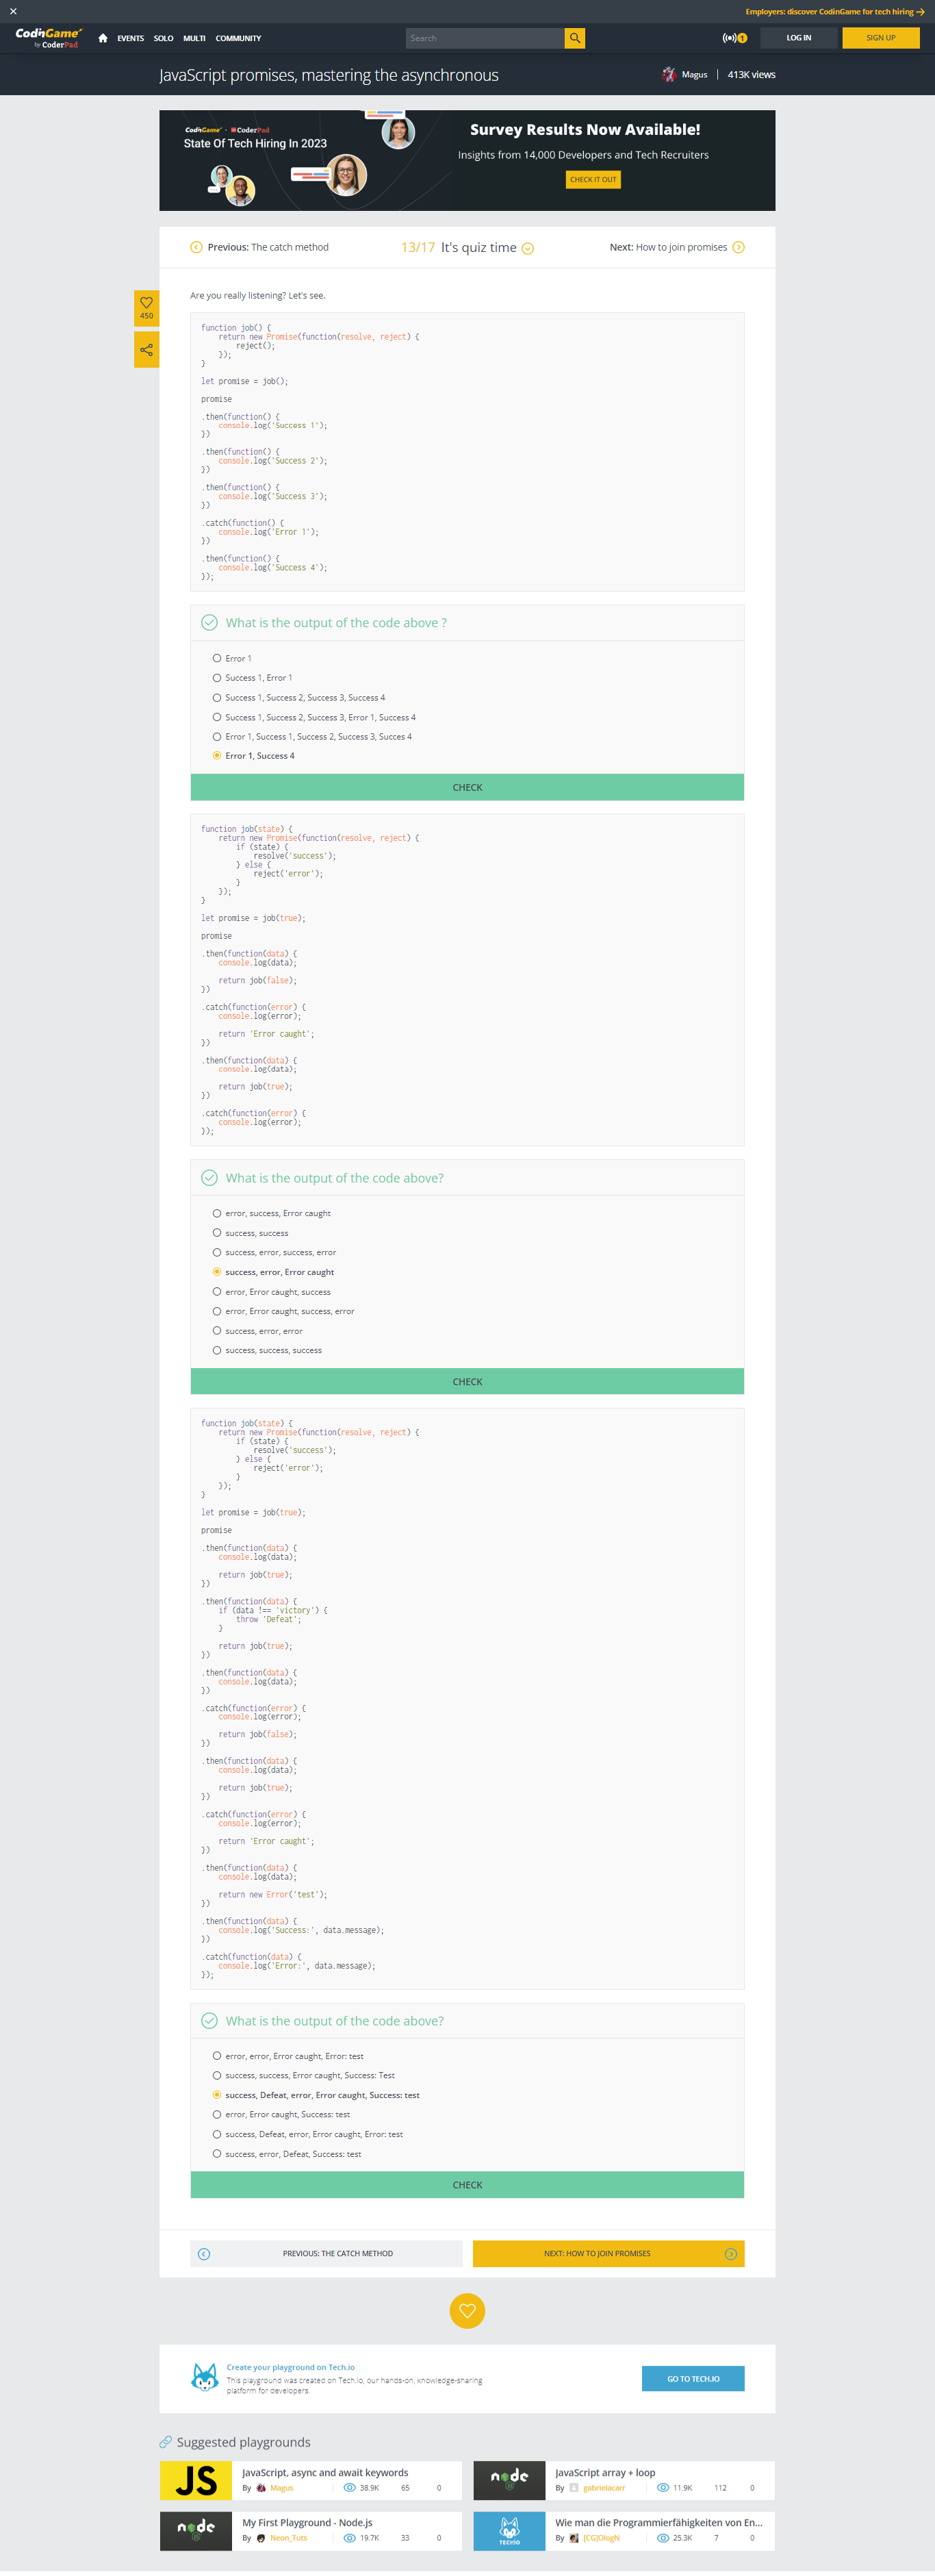 Employers: discover CodinGame for tech hiring
CodinGame
by CoderPad
EVENTS SOLO MULTI COMMUNITY
Search
1
LOG IN
SIGN UP
JavaScript promises, mastering the asynchronous
Magus
413K views
CodinGame · CoderPad
State Of Tech Hiring In 2023
Survey Results Now Available!
Insights from 14,000 Developers and Tech Recruiters
CHECK IT OUT
Previous: The catch method
13/17 It's quiz time
Next: How to join promises
450
Are you really listening? Let's see.
function job() {
    return new Promise(function(resolve, reject) {
        reject();
    });
}
let promise = job();
promise
.then(function() {
    console.log('Success 1');
})
.then(function() {
    console.log('Success 2');
})
.then(function() {
    console.log('Success 3');
})
.catch(function() {
    console.log('Error 1');
})
.then(function() {
    console.log('Success 4');
});
What is the output of the code above ?
Error 1
Success 1, Error 1
Success 1, Success 2, Success 3, Success 4
Success 1, Success 2, Success 3, Error 1, Success 4
Error 1, Success 1, Success 2, Success 3, Succes 4
Error 1, Success 4
CHECK
function job(state) {
    return new Promise(function(resolve, reject) {
        if (state) {
            resolve('success');
        } else {
            reject('error');
        }
    });
}
let promise = job(true);
promise
.then(function(data) {
    console.log(data);
    return job(false);
})
.catch(function(error) {
    console.log(error);
    return 'Error caught';
})
.then(function(data) {
    console.log(data);
    return job(true);
})
.catch(function(error) {
    console.log(error);
});
What is the output of the code above?
error, success, Error caught
success, success
success, error, success, error
success, error, Error caught
error, Error caught, success
error, Error caught, success, error
success, error, error
success, success, success
CHECK
function job(state) {
    return new Promise(function(resolve, reject) {
        if (state) {
            resolve('success');
        } else {
            reject('error');
        }
    });
}
let promise = job(true);
promise
.then(function(data) {
    console.log(data);
    return job(true);
})
.then(function(data) {
    if (data !== 'victory') {
        throw 'Defeat';
    }
    return job(true);
})
.then(function(data) {
    console.log(data);
})
.catch(function(error) {
    console.log(error);
    return job(false);
})
.then(function(data) {
    console.log(data);
    return job(true);
})
.catch(function(error) {
    console.log(error);
    return 'Error caught';
})
.then(function(data) {
    console.log(data);
    return new Error('test');
})
.then(function(data) {
    console.log('Success:', data.message);
})
.catch(function(data) {
    console.log('Error:', data.message);
});
What is the output of the code above?
error, error, Error caught, Error: test
success, success, Error caught, Success: Test
success, Defeat, error, Error caught, Success: test
error, Error caught, Success: test
success, Defeat, error, Error caught, Error: test
success, error, Defeat, Success: test
CHECK
PREVIOUS: THE CATCH METHOD
NEXT: HOW TO JOIN PROMISES
Create your playground on Tech.io
This playground was created on Tech.io, our hands-on, knowledge-sharing
platform for developers.
GO TO TECH.IO
Suggested playgrounds
JS
JavaScript, async and await keywords
By Magus 38.9K 65 0
node
JavaScript array + loop
By gabrielacarr 11.9K 112 0
node
My First Playground - Node.js
By Neon_Tuts 19.7K 33 0
TECHIO
Wie man die Programmierfähigkeiten von En...
By [CG]OlogN 25.3K 7 0